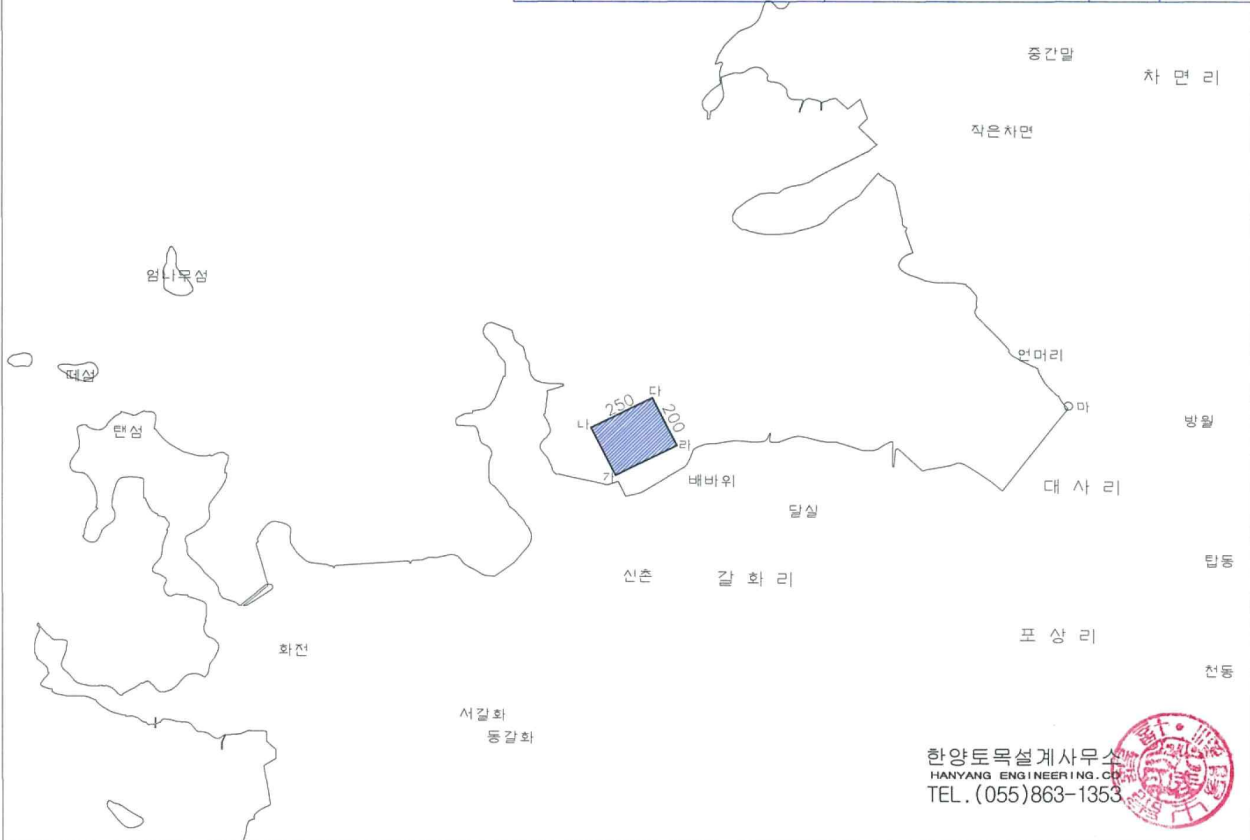 중간말
차 면 리
작은차면
엄나무섬
언머리
떼섬
다
250
200
마
나
탠섬
방월
라
가
배바위
대 사 리
달실
탑동
신촌
갈 화 리
포 상 리
화전
천동
서갈화
동갈화
한양토목설계사무소
HANYANG ENGINEERING.CO
TEL.(055)863-1353